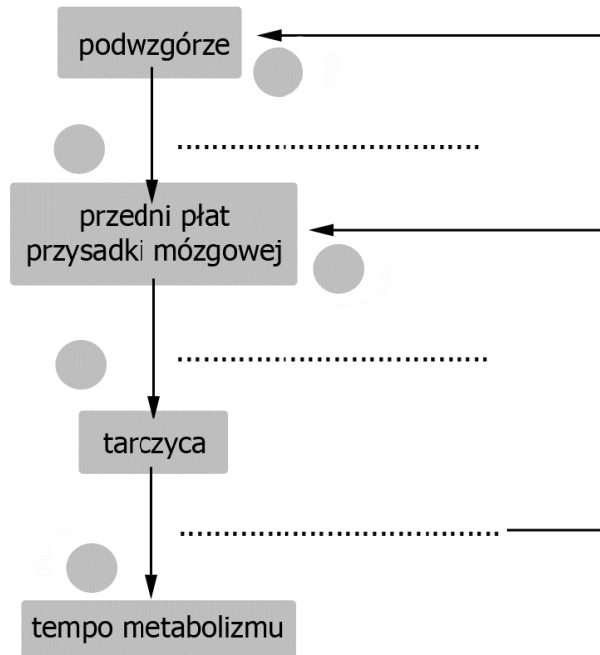 podwzgórze
przedni płat
przysadki mózgowej
tarczyca
tempo metabolizmu